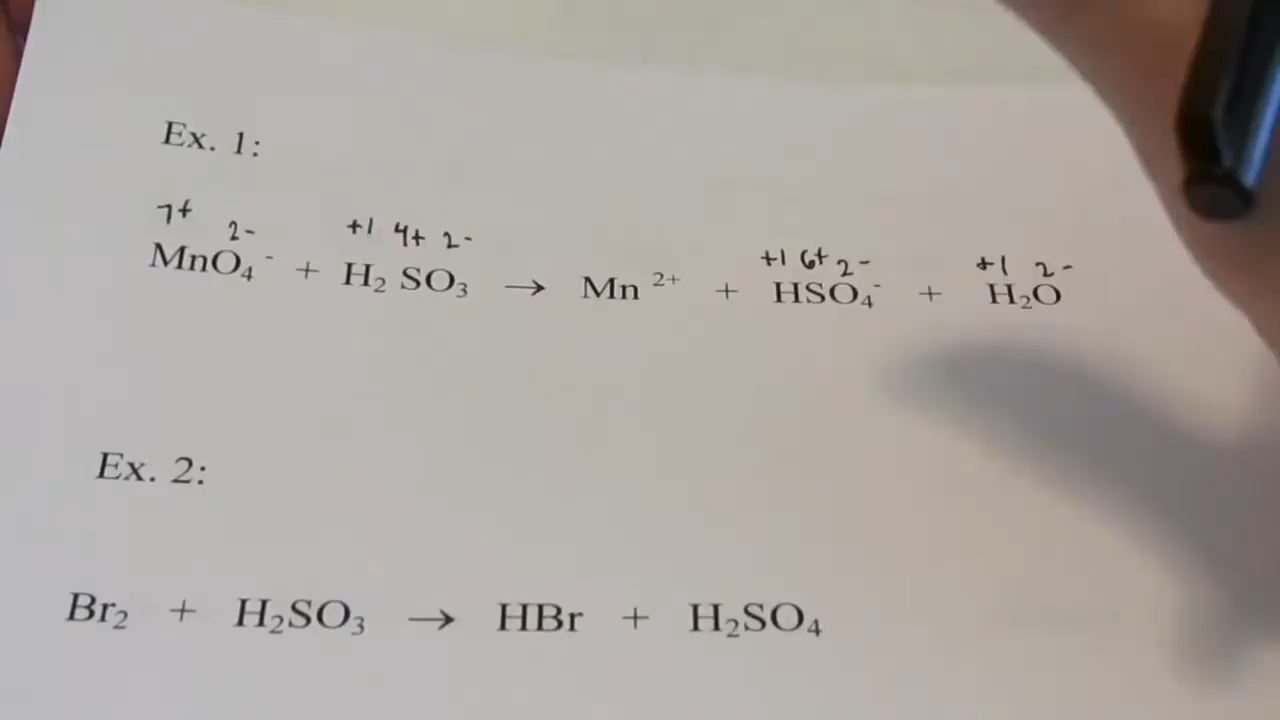 Ex. 1:
7+ 2- +1 4+ 2- +1 6+ 2- +1 2-
MnO₄⁻ + H₂ SO₃ → Mn ²⁺ + HSO₄⁻ + H₂O
Ex. 2:
Br₂ + H₂SO₃ → HBr + H₂SO₄